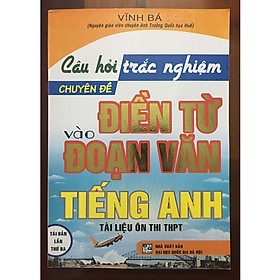 VĨNH BÁ
(Nguyên giáo viên chuyên Anh Trường Quốc học Huế)
Câu hỏi trắc nghiệm
CHUYÊN ĐỀ
ĐIỀN TỪ
vào
ĐOẠN VĂN
TIẾNG ANH
TÀI LIỆU ÔN THI THPT
TÁI BẢN
LẦN
THỨ BA
NHÀ XUẤT BẢN
ĐẠI HỌC QUỐC GIA HÀ NỘI